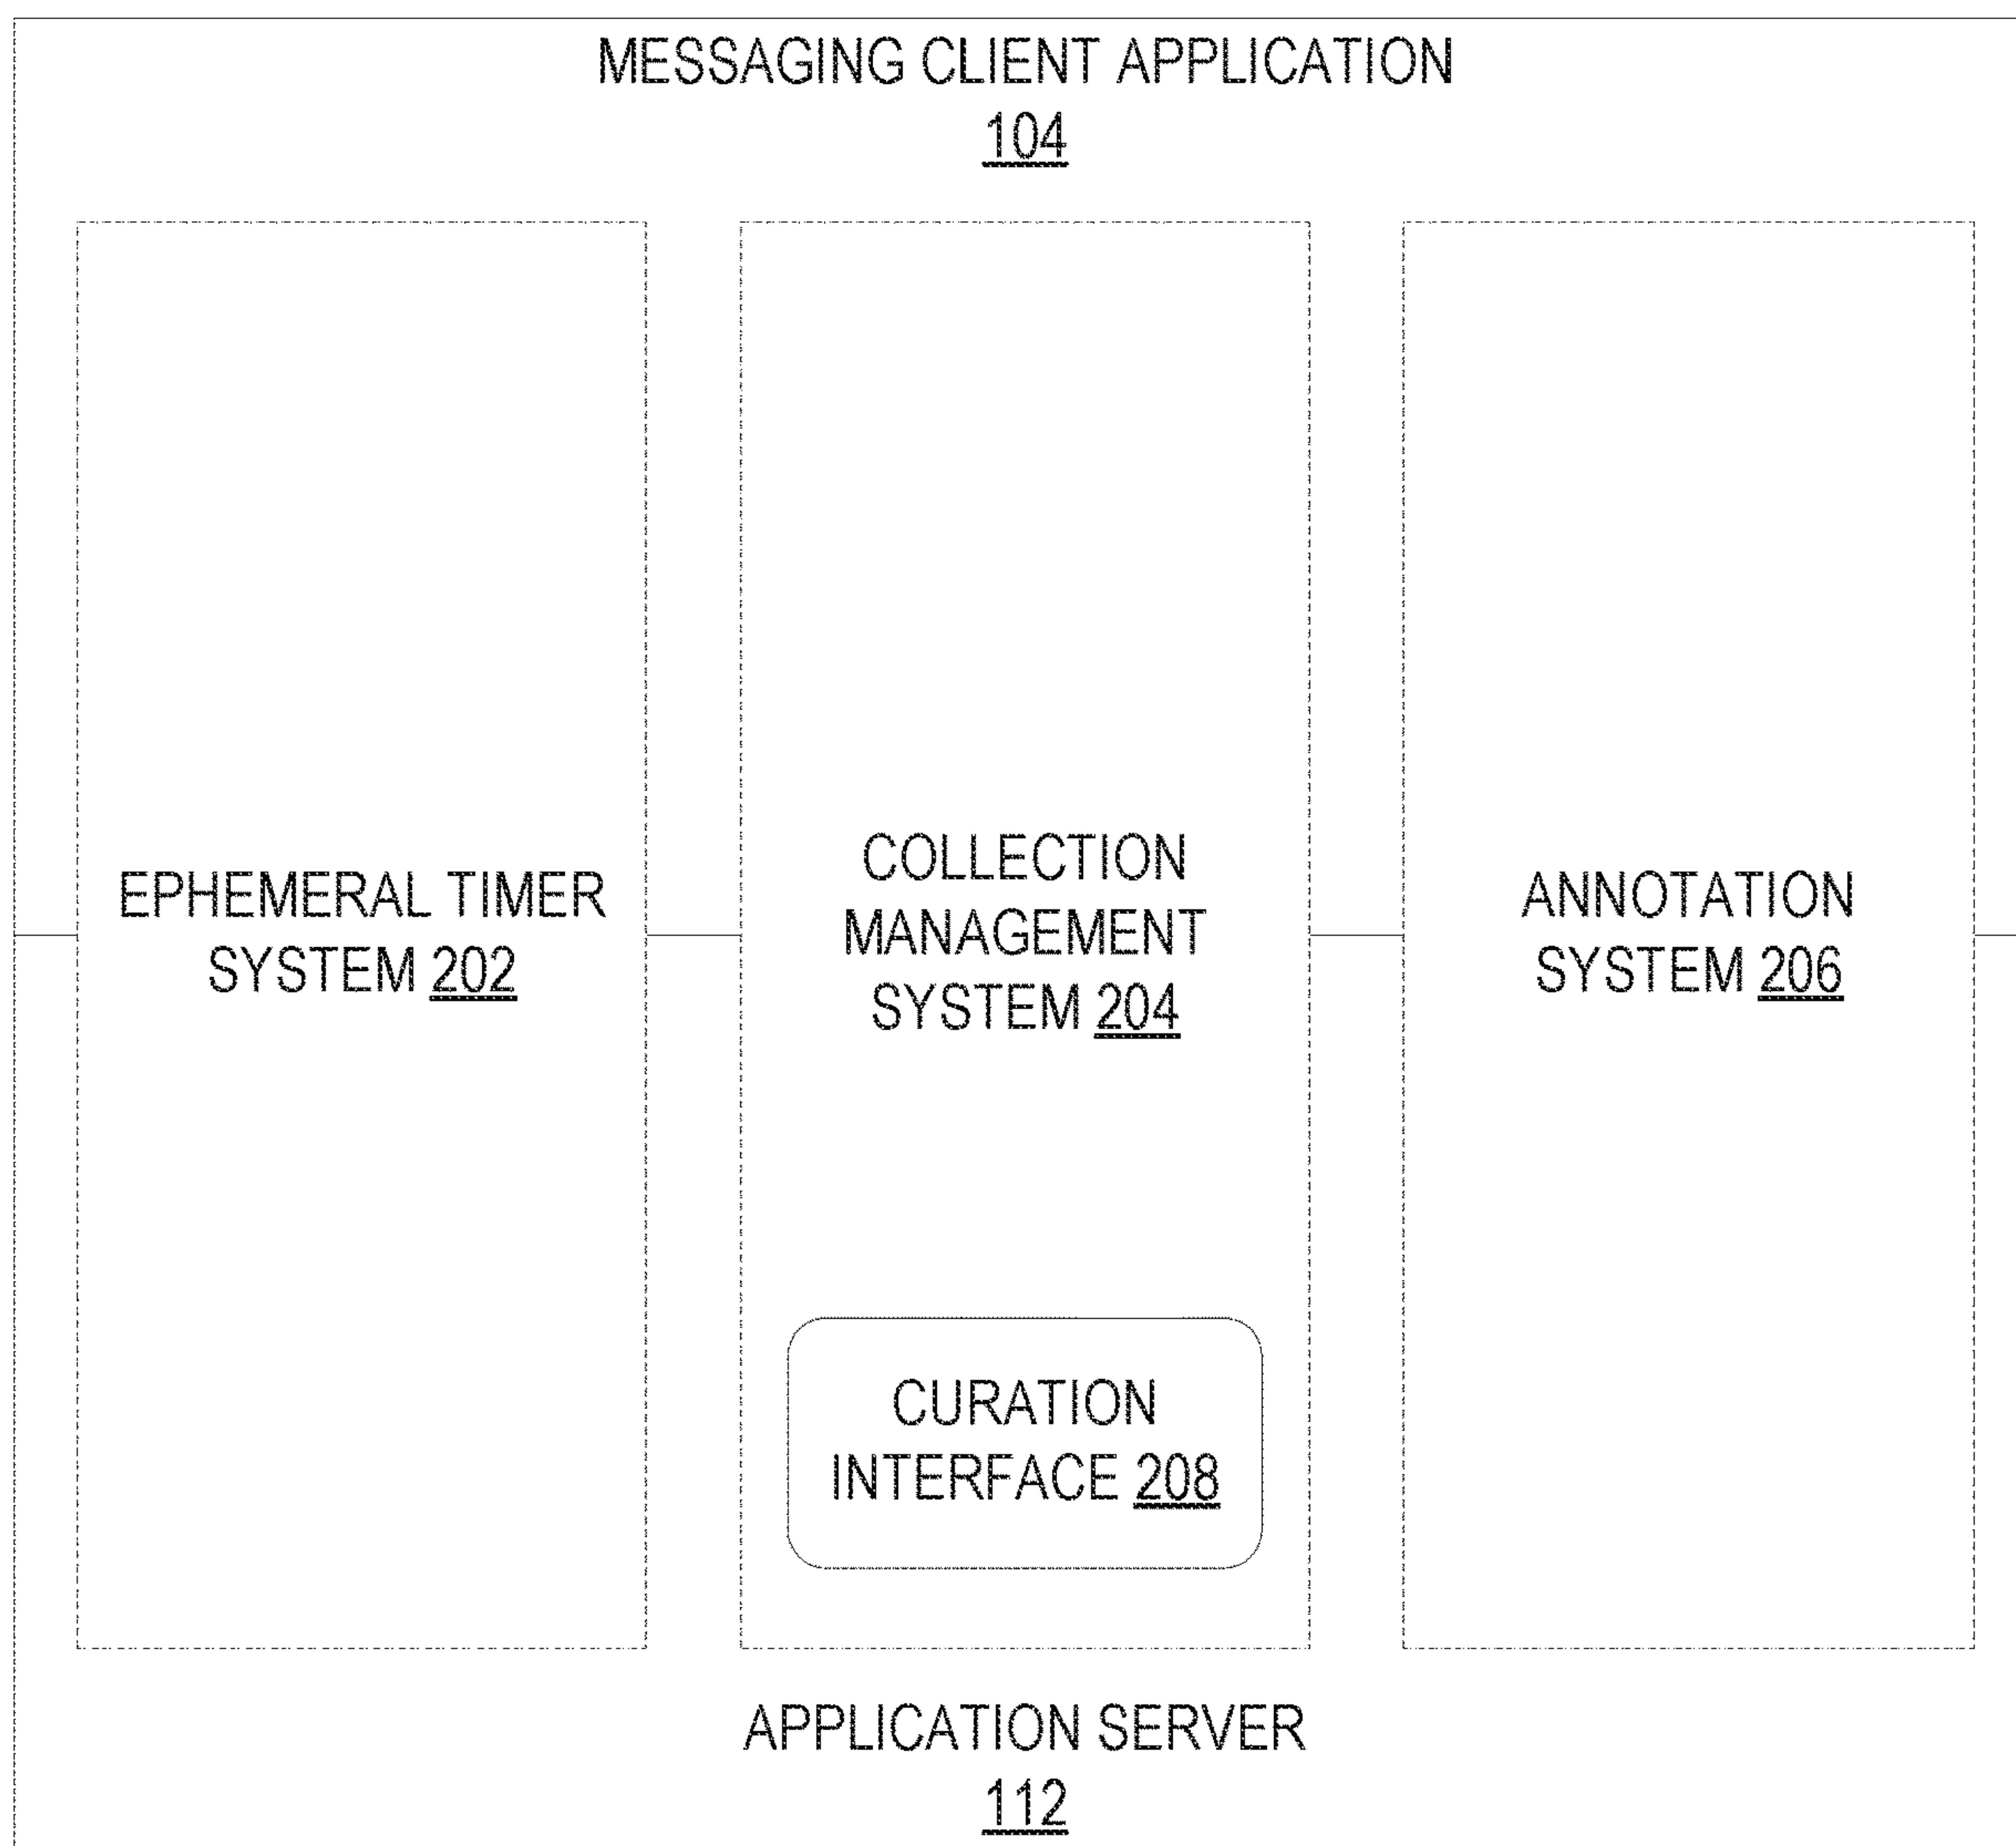 MESSAGING CLIENT APPLICATION
104
EPHEMERAL TIMER
SYSTEM 202
COLLECTION
MANAGEMENT
SYSTEM 204
ANNOTATION
SYSTEM 206
CURATION
INTERFACE 208
APPLICATION SERVER
112